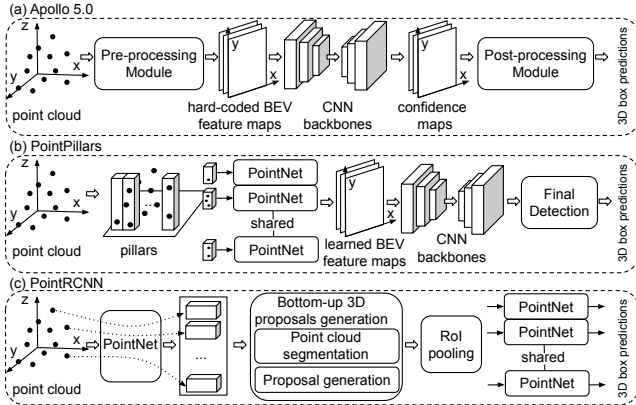 (a) Apollo 5.0
z
y
x
point cloud
Pre-processing
Module
y
x
hard-coded BEV
feature maps
CNN
backbones
y
x
confidence
maps
Post-processing
Module
3D box predictions
(b) PointPillars
z
y
x
point cloud
pillars
PointNet
PointNet
shared
PointNet
y
x
learned BEV
feature maps
CNN
backbones
Final
Detection
3D box predictions
(c) PointRCNN
z
y
x
point cloud
PointNet
...
Bottom-up 3D
proposals generation
Point cloud
segmentation
Proposal generation
RoI
pooling
PointNet
PointNet
shared
PointNet
3D box predictions